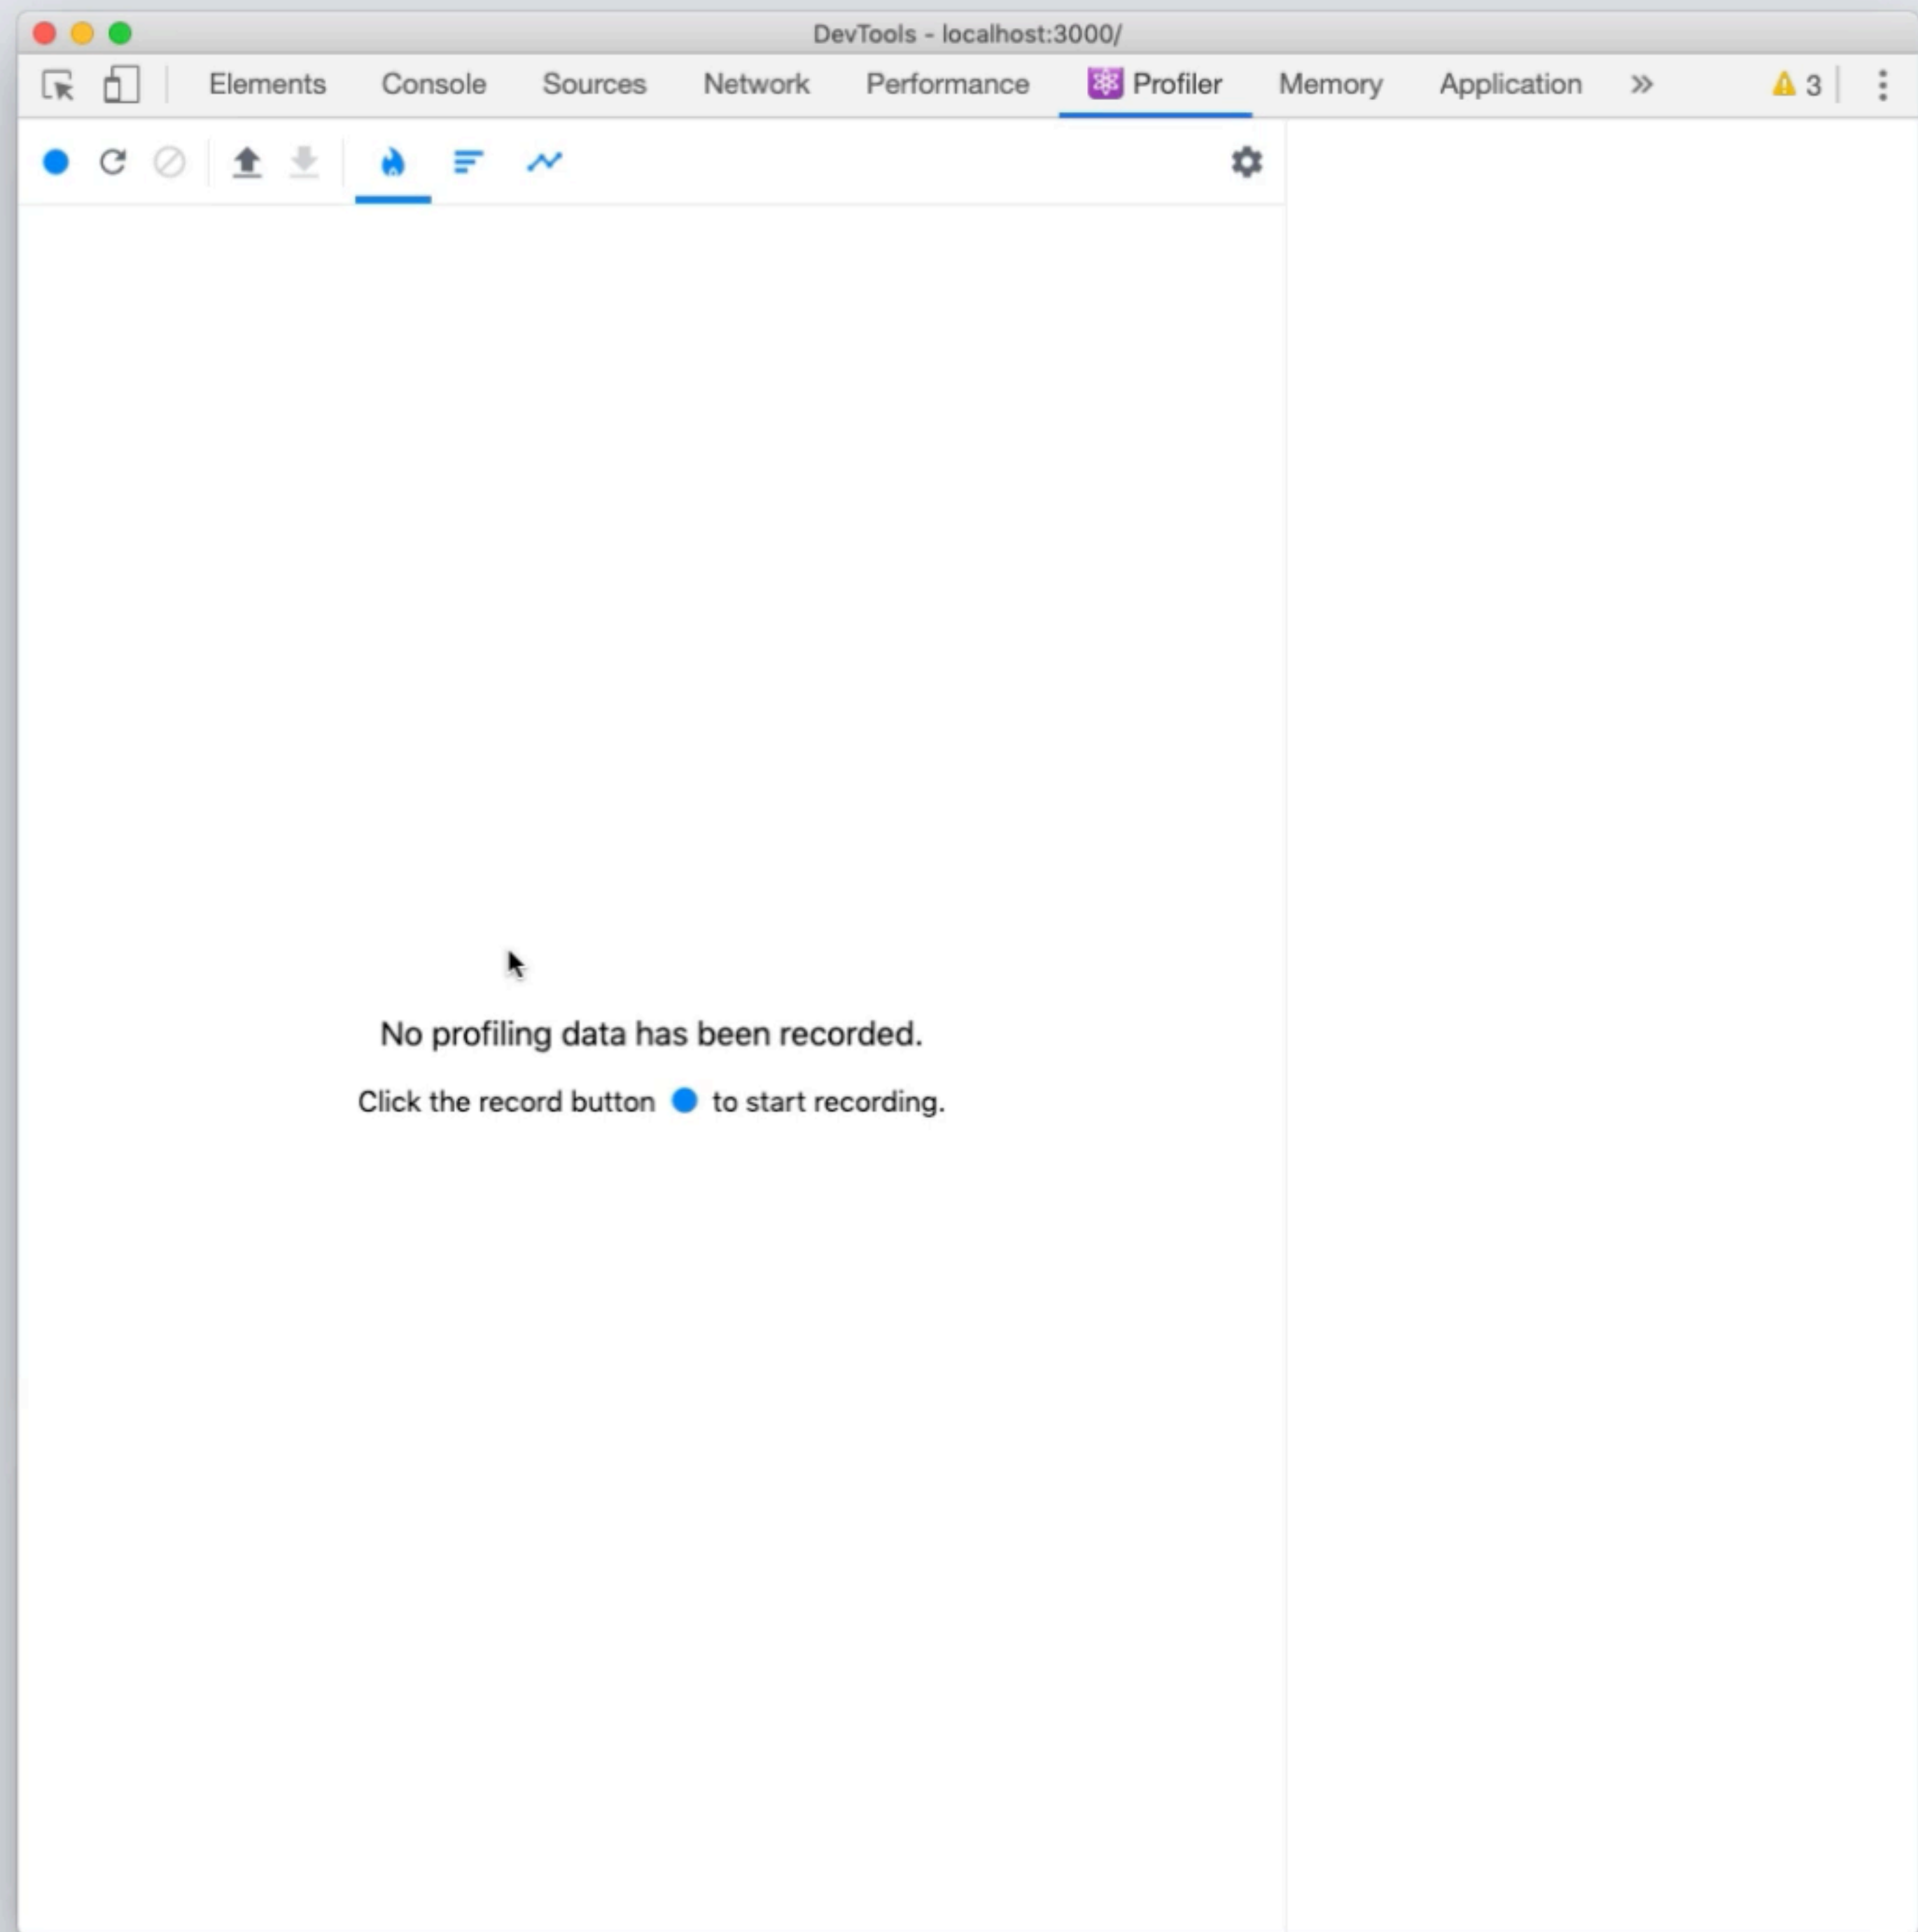 DevTools - localhost:3000/
Elements Console Sources Network Performance Profiler Memory Application » 3
No profiling data has been recorded.
Click the record button to start recording.